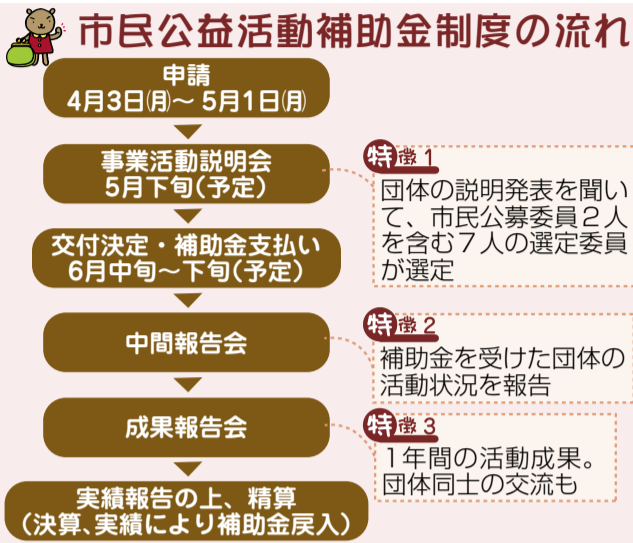 市民公益活動補助金制度の流れ
申請
4月3日㈪～5月1日㈪
事業活動説明会
5月下旬(予定)
特徴1
団体の説明発表を聞い
て、市民公募委員2人
を含む7人の選定委員
が選定
交付決定・補助金支払い
6月中旬～下旬(予定)
中間報告会
特徴2
補助金を受けた団体の
活動状況を報告
成果報告会
特徴3
1年間の活動成果。
団体同士の交流も
実績報告の上、精算
(決算、実績により補助金戻入)